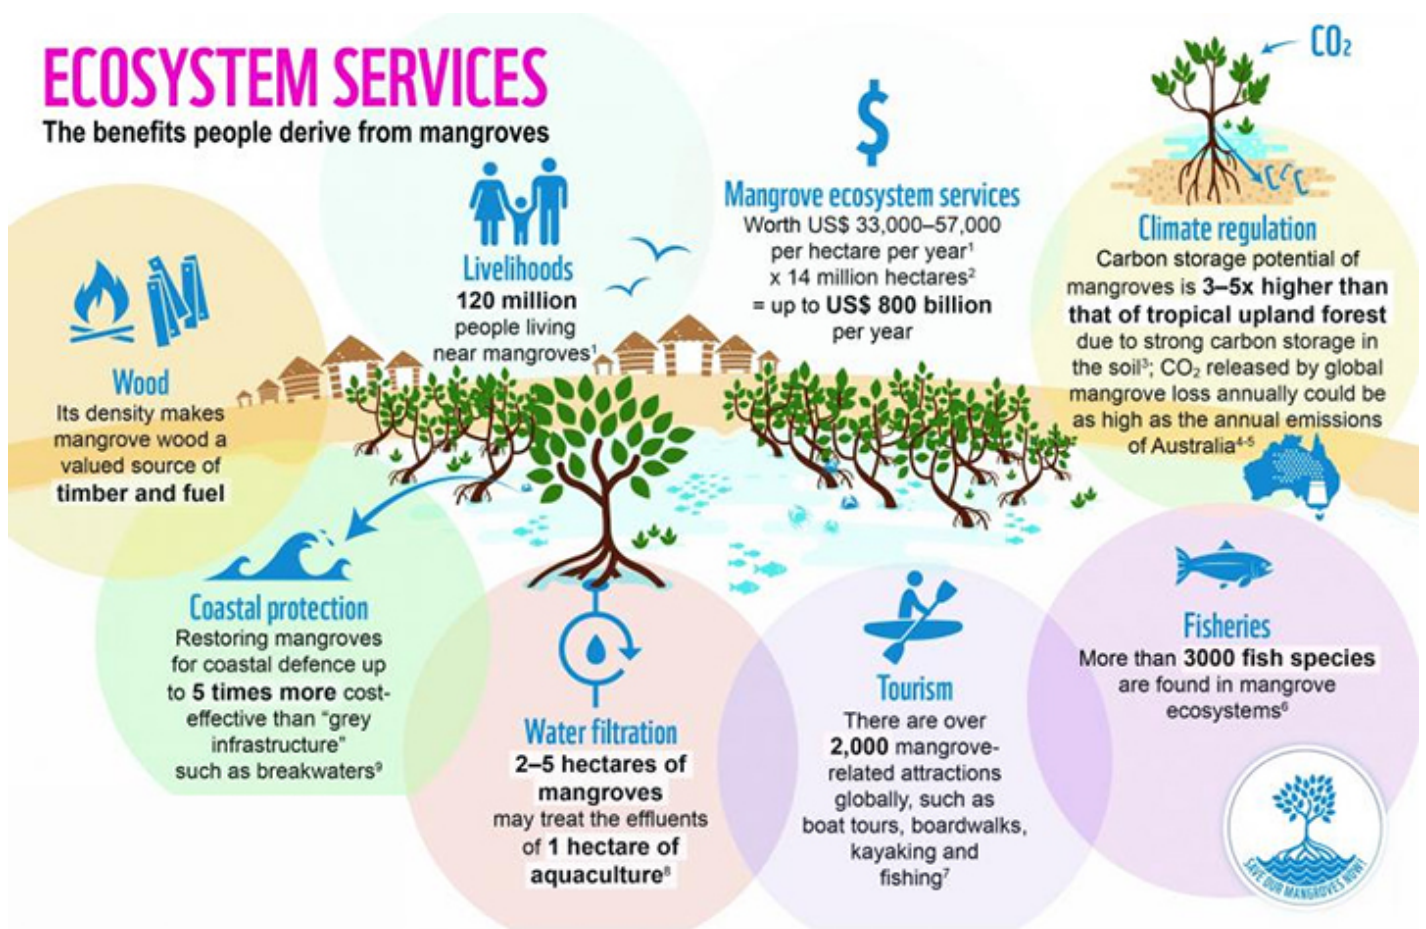 ECOSYSTEM SERVICES
The benefits people derive from mangroves
Wood
Its density makes
mangrove wood a
valued source of
timber and fuel
Livelihoods
120 million
people living
near mangroves¹
$
Mangrove ecosystem services
Worth US$ 33,000–57,000
per hectare per year¹
x 14 million hectares²
= up to US$ 800 billion
per year
CO₂
C C C
Climate regulation
Carbon storage potential of
mangroves is 3–5x higher than
that of tropical upland forest
due to strong carbon storage in
the soil³; CO₂ released by global
mangrove loss annually could be
as high as the annual emissions
of Australia⁴⁻⁵
Coastal protection
Restoring mangroves
for coastal defence up
to 5 times more cost-
effective than “grey
infrastructure”
such as breakwaters⁹
Water filtration
2–5 hectares of
mangroves
may treat the effluents
of 1 hectare of
aquaculture⁸
Tourism
There are over
2,000 mangrove-
related attractions
globally, such as
boat tours, boardwalks,
kayaking and
fishing⁷
Fisheries
More than 3000 fish species
are found in mangrove
ecosystems⁶
SAVE OUR MANGROVES NOW!